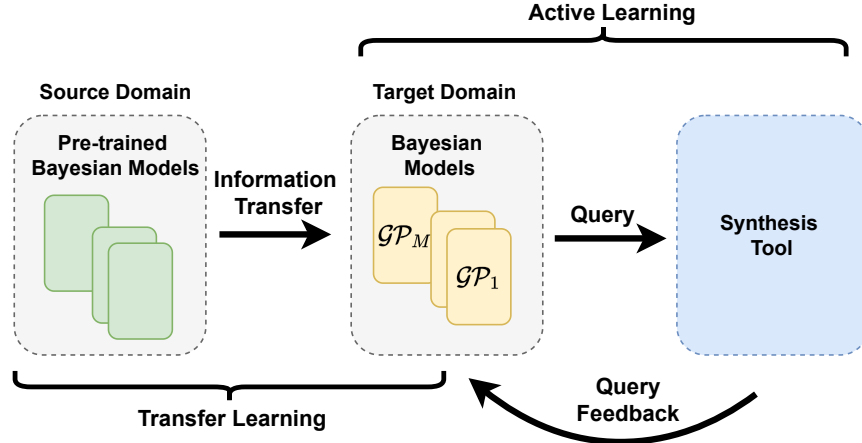 Active Learning
Source Domain
Target Domain
Pre-trained
Bayesian Models
Information
Transfer
Bayesian
Models
𝒢𝒫_M
𝒢𝒫_1
Query
Synthesis
Tool
Transfer Learning
Query
Feedback